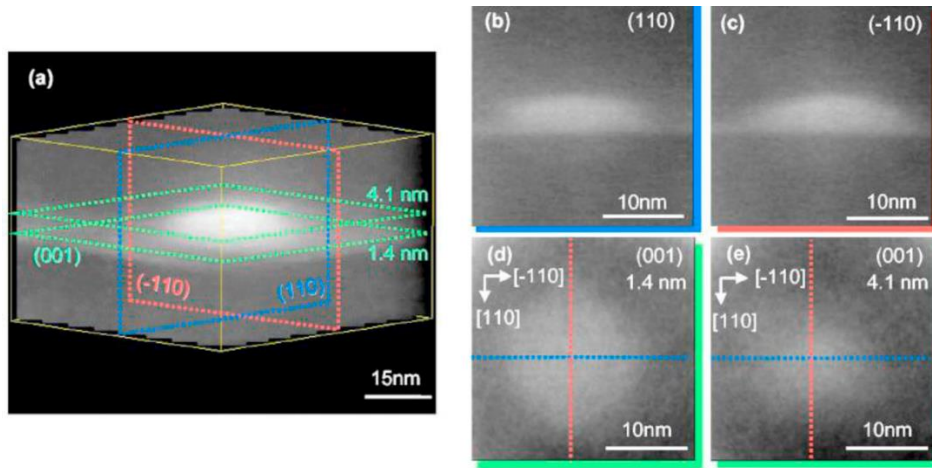 (a)
4.1 nm
(001)
1.4 nm
(-110)
(110)
15nm
(b)
(110)
10nm
(c)
(-110)
10nm
(d)
(001)
[-110]
1.4 nm
[110]
10nm
(e)
(001)
[-110]
4.1 nm
[110]
10nm